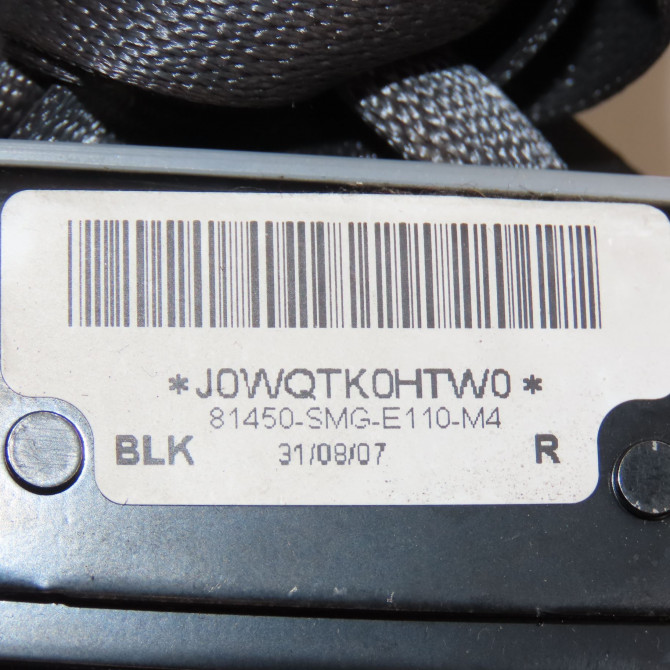 *J0WQTK0HTW0*
81450-SMG-E110-M4
BLK 31/08/07 R